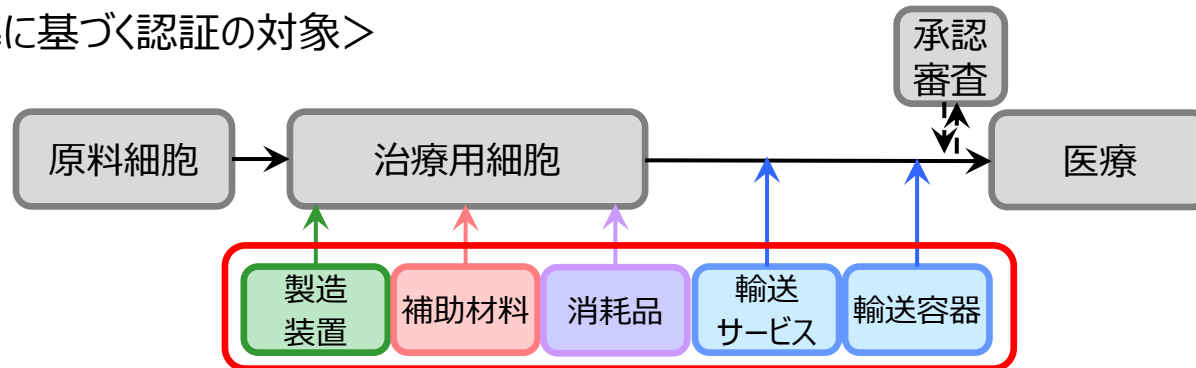 に基づく認証の対象＞
承認
審査
原料細胞
治療用細胞
医療
製造
装置
補助材料
消耗品
輸送
サービス
輸送容器